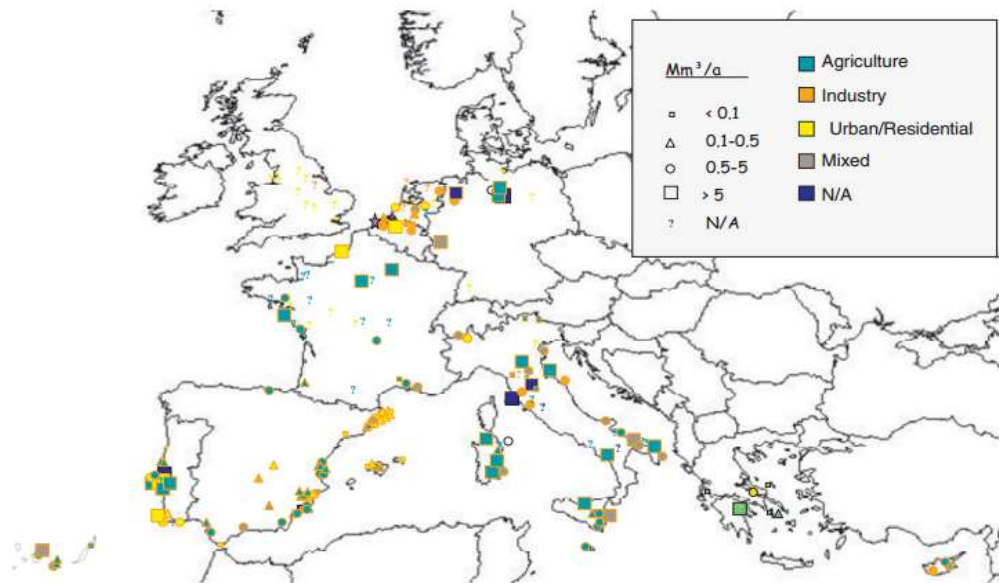 Mm³/a
< 0.1
0.1-0.5
0.5-5
> 5
N/A
Agriculture
Industry
Urban/Residential
Mixed
N/A